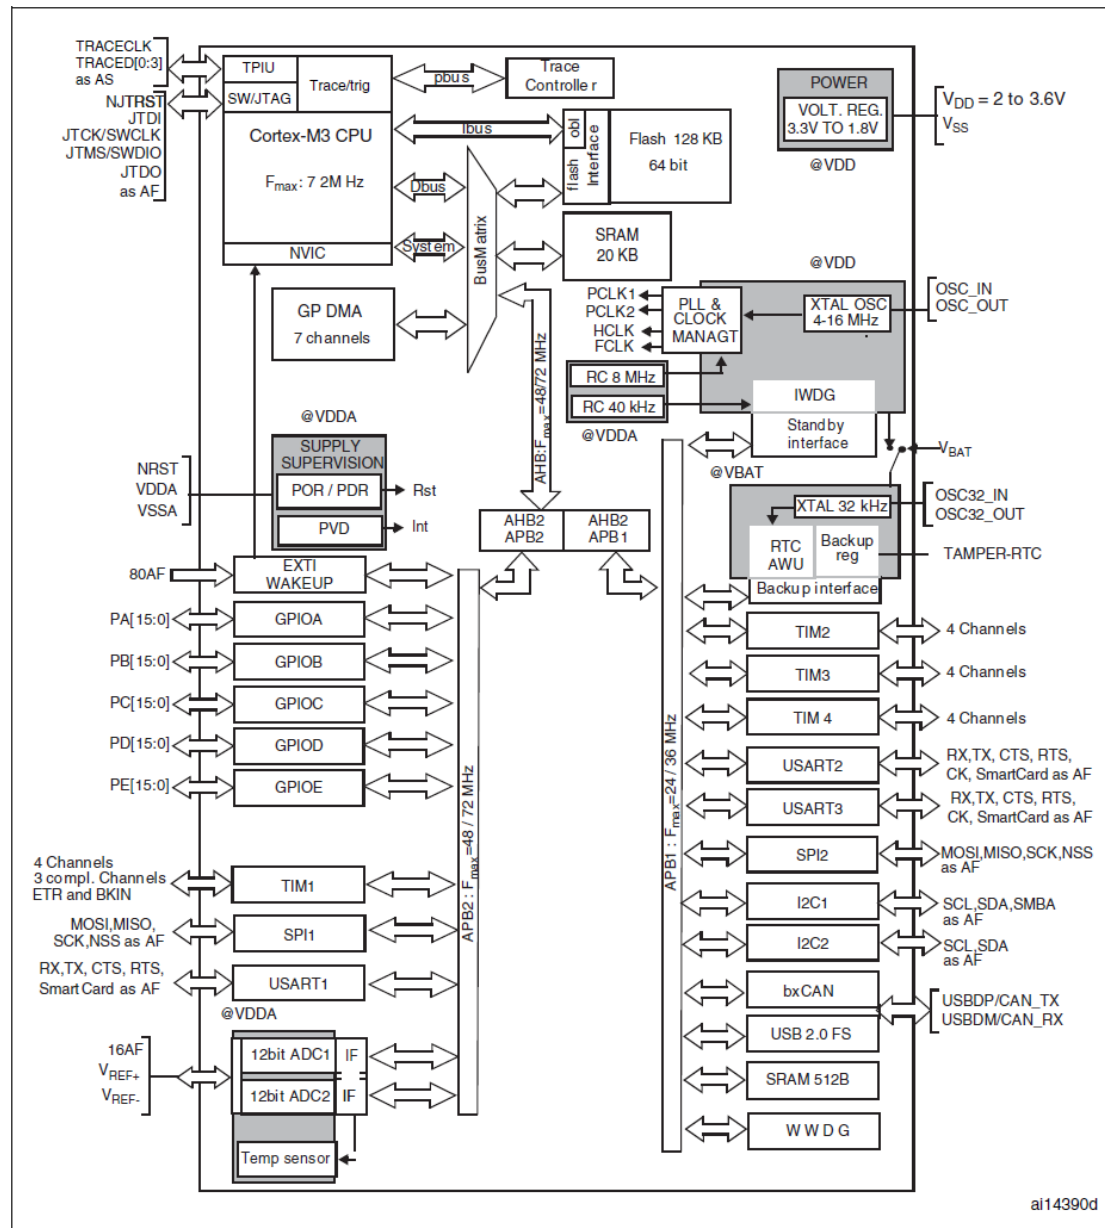 TRACECLK
TRACED[0:3]
as AS
NJTRST
JTDI
JTCK/SWCLK
JTMS/SWDIO
JTDO
as AF
TPIU
SW/JTAG
Trace/trig
Cortex-M3 CPU
Fmax: 7 2M Hz
NVIC
GP DMA
7 channels
pbus
Ibus
Dbus
System
BusMatrix
Trace
Controller
flash obl
Interface
Flash 128 KB
64 bit
SRAM
20 KB
POWER
VOLT. REG.
3.3V TO 1.8V
@VDD
VDD = 2 to 3.6V
VSS
@VDD
PCLK1
PCLK2
HCLK
FCLK
PLL &
CLOCK
MANAGT
XTAL OSC
4-16 MHz
OSC_IN
OSC_OUT
RC 8 MHz
RC 40 kHz
@VDDA
IWDG
Standby
interface
@VBAT
VBAT
XTAL 32 kHz
OSC32_IN
OSC32_OUT
RTC
AWU
Backup
reg
TAMPER-RTC
Backup interface
AHB:Fmax=48/72 MHz
@VDDA
SUPPLY
SUPERVISION
NRST
VDDA
VSSA
POR / PDR
Rst
PVD
Int
AHB2
APB2
AHB2
APB1
80AF
EXTI
WAKEUP
PA[15:0]
GPIOA
PB[15:0]
GPIOB
PC[15:0]
GPIOC
PD[15:0]
GPIOD
PE[15:0]
GPIOE
4 Channels
3 compl. Channels
ETR and BKIN
TIM1
MOSI,MISO,
SCK,NSS as AF
SPI1
RX,TX, CTS, RTS,
SmartCard as AF
USART1
@VDDA
16AF
VREF+
VREF-
12bit ADC1
IF
12bit ADC2
IF
Temp sensor
APB2 : Fmax=48 / 72 MHz
APB1 : Fmax=24 / 36 MHz
TIM2
4 Channels
TIM3
4 Channels
TIM 4
4 Channels
USART2
RX,TX, CTS, RTS,
CK, SmartCard as AF
USART3
RX,TX, CTS, RTS,
CK, SmartCard as AF
SPI2
MOSI,MISO,SCK,NSS
as AF
I2C1
SCL,SDA,SMBA
as AF
I2C2
SCL,SDA
as AF
bxCAN
USBDP/CAN_TX
USBDM/CAN_RX
USB 2.0 FS
SRAM 512B
W W D G
ai14390d